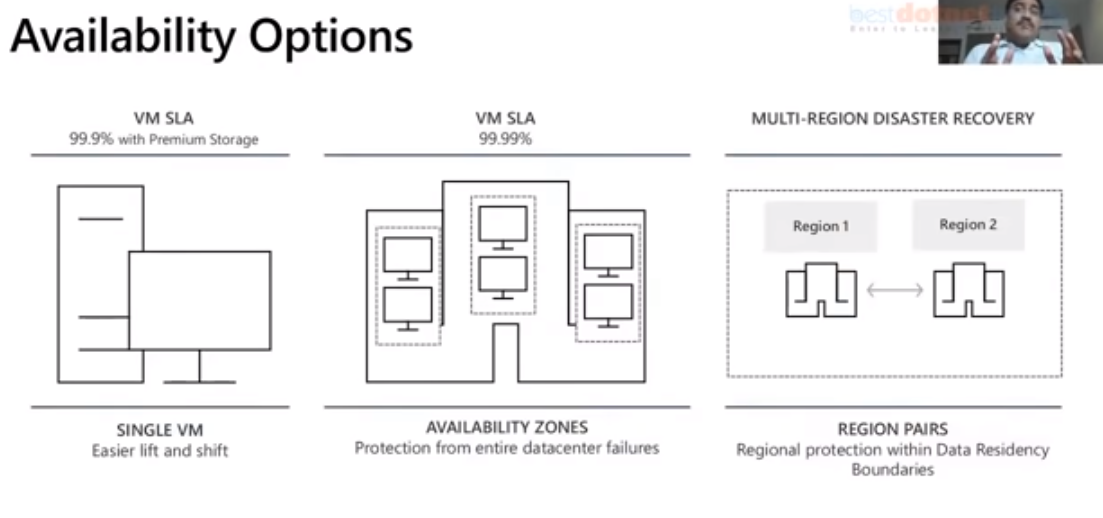 Availability Options
bestdotnet
VM SLA
99.9% with Premium Storage
SINGLE VM
Easier lift and shift
VM SLA
99.99%
AVAILABILITY ZONES
Protection from entire datacenter failures
MULTI-REGION DISASTER RECOVERY
Region 1
Region 2
REGION PAIRS
Regional protection within Data Residency
Boundaries